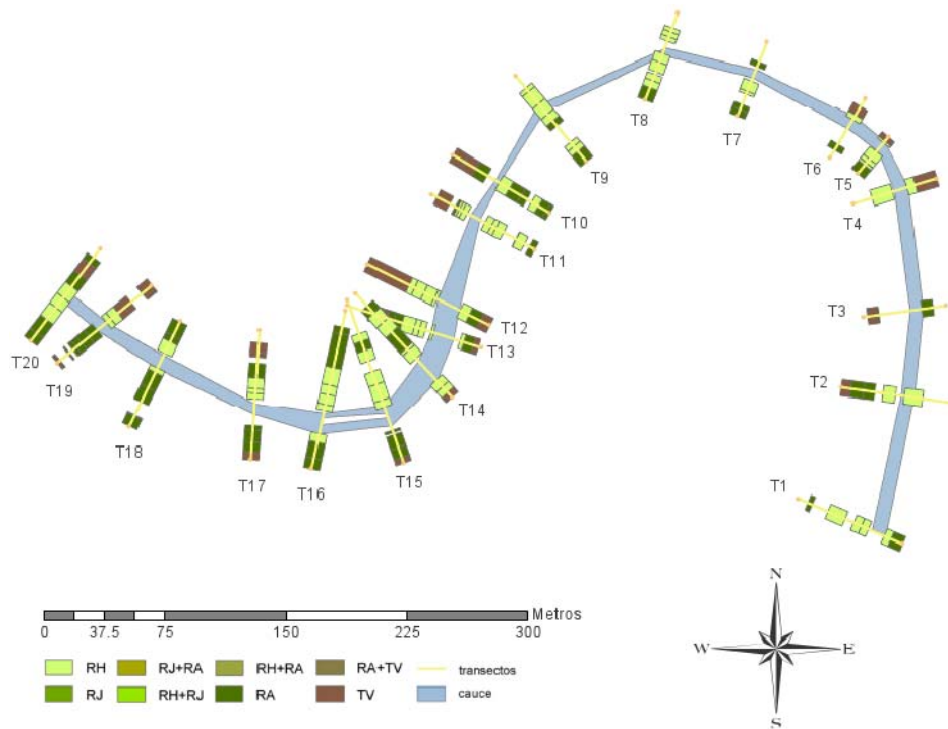 T8
T7
T6
T5
T9
T4
T10
T11
T3
T12
T13
T20
T2
T14
T19
T18
T17
T15
T16
T1
N
W E
S
Metros
0 37.5 75 150 225 300
RH RJ+RA RH+RA RA+TV transectos
RJ RH+RJ RA TV cauce